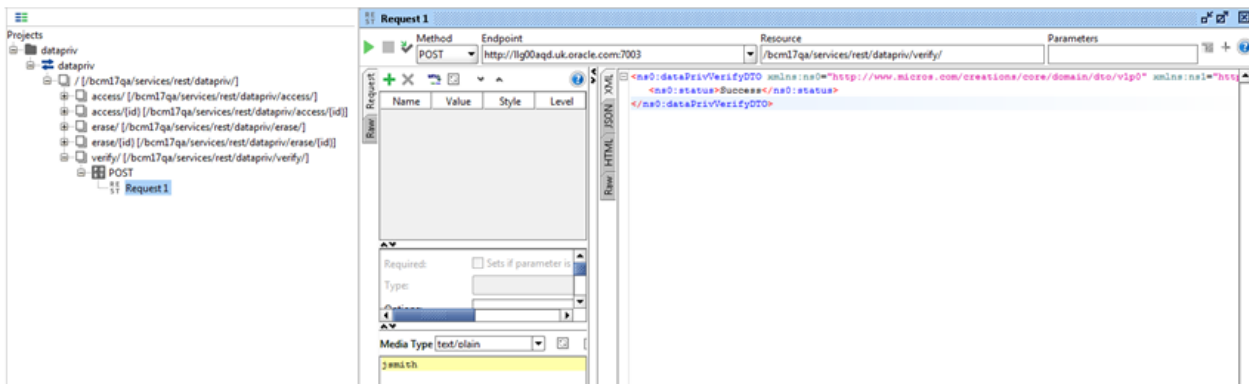 Projects
datapriv
datapriv
/ [/bcm17qa/services/rest/datapriv/]
access/ [/bcm17qa/services/rest/datapriv/access/]
access/{id} [/bcm17qa/services/rest/datapriv/access/{id}]
erase/ [/bcm17qa/services/rest/datapriv/erase/]
erase/{id} [/bcm17qa/services/rest/datapriv/erase/{id}]
verify/ [/bcm17qa/services/rest/datapriv/verify/]
POST
REST Request 1
REST Request 1
Method Endpoint Resource Parameters
POST http://llg00aqd.uk.oracle.com:7003 /bcm17qa/services/rest/datapriv/verify/
Request
Raw
Name Value Style Level
Required: Sets if parameter is
Type:
Options:
Media Type text/plain
jsmith
XML
JSON
HTML
Raw
<ns0:dataPrivVerifyDTO xmlns:ns0="http://www.micros.com/creations/core/domain/dto/v1p0" xmlns:ns1="http
<ns0:status>Success</ns0:status>
</ns0:dataPrivVerifyDTO>